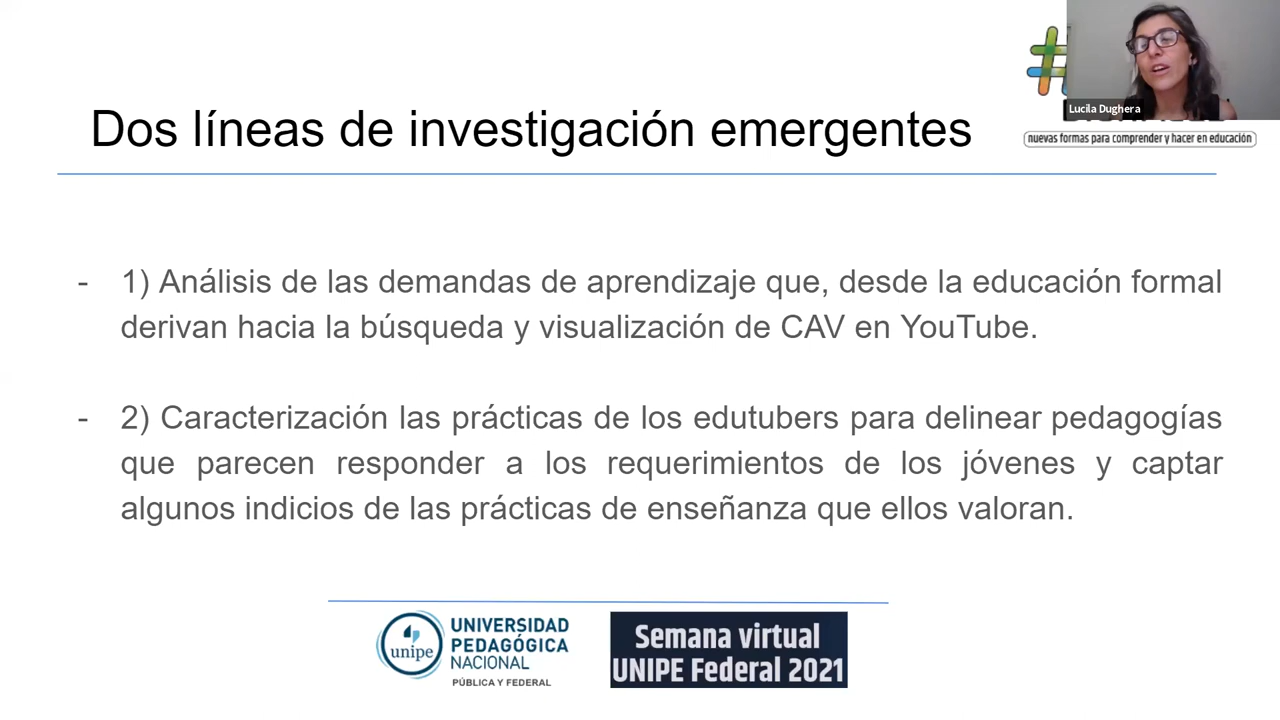 Lucila Dughera
Dos líneas de investigación emergentes
nuevas formas para comprender y hacer en educación
- 1) Análisis de las demandas de aprendizaje que, desde la educación formal
derivan hacia la búsqueda y visualización de CAV en YouTube.
- 2) Caracterización las prácticas de los edutubers para delinear pedagogías
que parecen responder a los requerimientos de los jóvenes y captar
algunos indicios de las prácticas de enseñanza que ellos valoran.
unipe
UNIVERSIDAD
PEDAGÓGICA
NACIONAL
PÚBLICA Y FEDERAL
Semana virtual
UNIPE Federal 2021